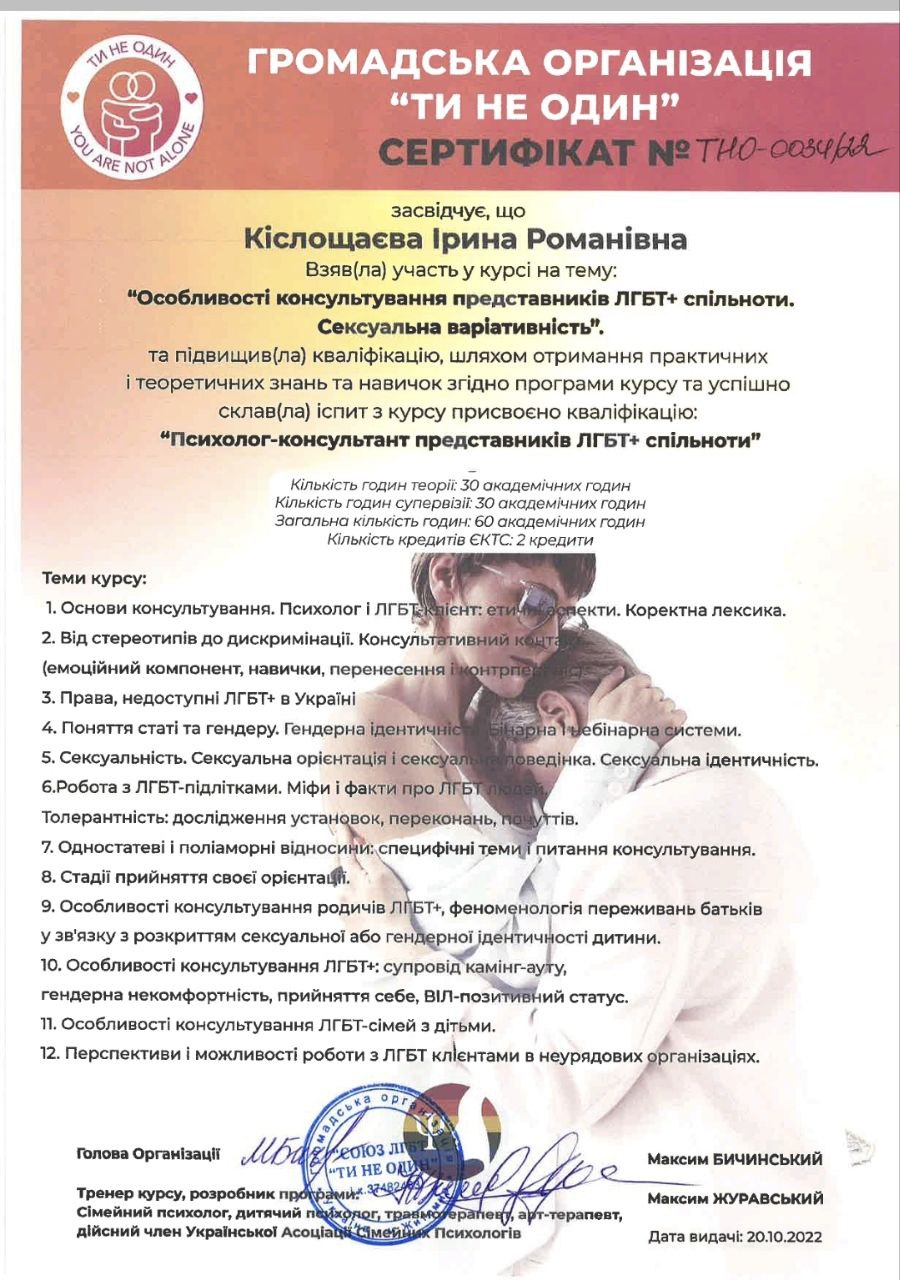 ТИ НЕ ОДИН
YOU ARE NOT ALONE
ГРОМАДСЬКА ОРГАНІЗАЦІЯ
“ТИ НЕ ОДИН”
СЕРТИФІКАТ № ТНО-0034/22
засвідчує, що
Кіслощаєва Ірина Романівна
Взяв(ла) участь у курсі на тему:
“Особливості консультування представників ЛГБТ+ спільноти.
Сексуальна варіативність”.
та підвищив(ла) кваліфікацію, шляхом отримання практичних
і теоретичних знань та навичок згідно програми курсу та успішно
склав(ла) іспит з курсу присвоєно кваліфікацію:
“Психолог-консультант представників ЛГБТ+ спільноти”
Кількість годин теорії: 30 академічних годин
Кількість годин супервізії: 30 академічних годин
Загальна кількість годин: 60 академічних годин
Кількість кредитів ЄКТС: 2 кредити
Теми курсу:
1. Основи консультування. Психолог і ЛГБТ-клієнт: етичні аспекти. Коректна лексика.
2. Від стереотипів до дискримінації. Консультативний контакт
(емоційний компонент, навички, перенесення і
3. Права, недоступні ЛГБТ+ в Україні
4. Поняття статі та гендеру. Гендерна ідентичність. Бінарна і небінарна системи.
5. Сексуальність. Сексуальна орієнтація і сексуальна поведінка. Сексуальна ідентичність.
6.Робота з ЛГБТ-підлітками. Міфи і факти про ЛГБТ людей.
Толерантність: дослідження установок, переконань, почуттів.
7. Одностатеві і поліаморні відносини: специфічні теми і питання консультування.
8. Стадії прийняття своєї орієнтації.
9. Особливості консультування родичів ЛГБТ+, феноменологія переживань батьків
у зв'язку з розкриттям сексуальної або гендерної ідентичності дитини.
10. Особливості консультування ЛГБТ+: супровід камінг-ауту,
гендерна некомфортність, прийняття себе, ВІЛ-позитивний статус.
11. Особливості консультування ЛГБТ-сімей з дітьми.
12. Перспективи і можливості роботи з ЛГБТ клієнтами в неурядових організаціях.
Голова Організації
Максим БИЧИНСЬКИЙ
Громадська організація
“СОЮЗ ЛГБТ
“ТИ НЕ ОДИН”
Тренер курсу, розробник програми:
Сімейний психолог, дитячий психолог, травмотерапевт, арт-терапевт,
дійсний член Української Асоціації Сімейних Психологів
Максим ЖУРАВСЬКИЙ
Дата видачі: 20.10.2022